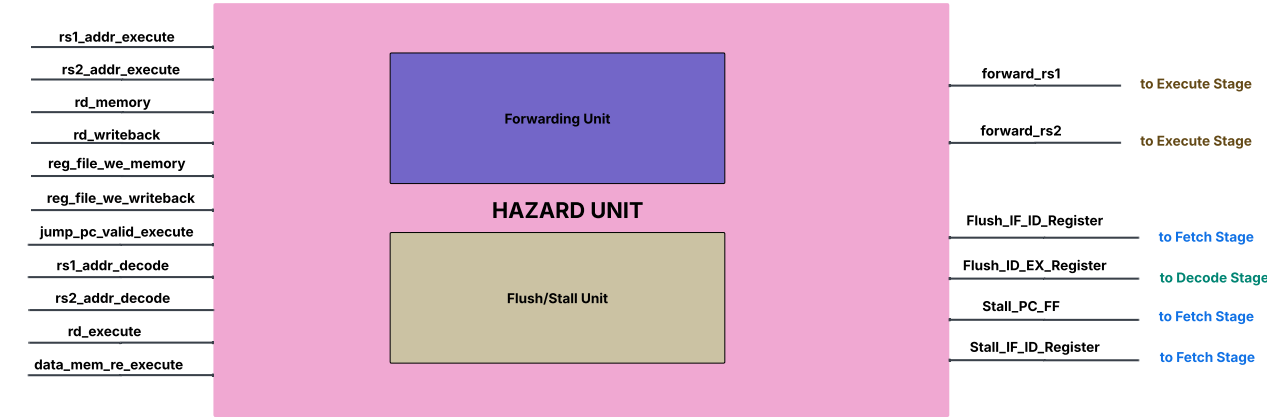 rs1_addr_execute
rs2_addr_execute
rd_memory
rd_writeback
reg_file_we_memory
reg_file_we_writeback
jump_pc_valid_execute
rs1_addr_decode
rs2_addr_decode
rd_execute
data_mem_re_execute
Forwarding Unit
HAZARD UNIT
Flush/Stall Unit
forward_rs1
to Execute Stage
forward_rs2
to Execute Stage
Flush_IF_ID_Register
to Fetch Stage
Flush_ID_EX_Register
to Decode Stage
Stall_PC_FF
to Fetch Stage
Stall_IF_ID_Register
to Fetch Stage